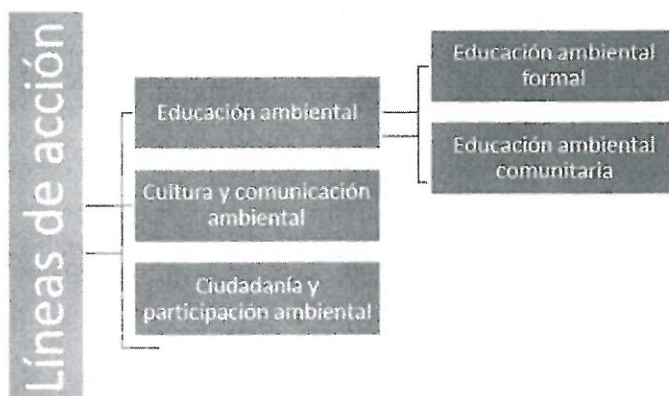 Líneas de acción
Educación ambiental
Cultura y comunicación
ambiental
Ciudadanía y
participación ambiental
Educación ambiental
formal
Educación ambiental
comunitaria